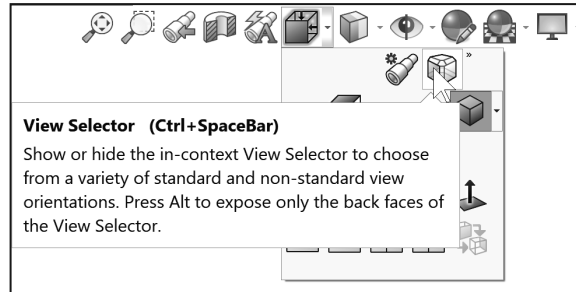 »
View Selector (Ctrl+SpaceBar)
Show or hide the in-context View Selector to choose
from a variety of standard and non-standard view
orientations. Press Alt to expose only the back faces of
the View Selector.